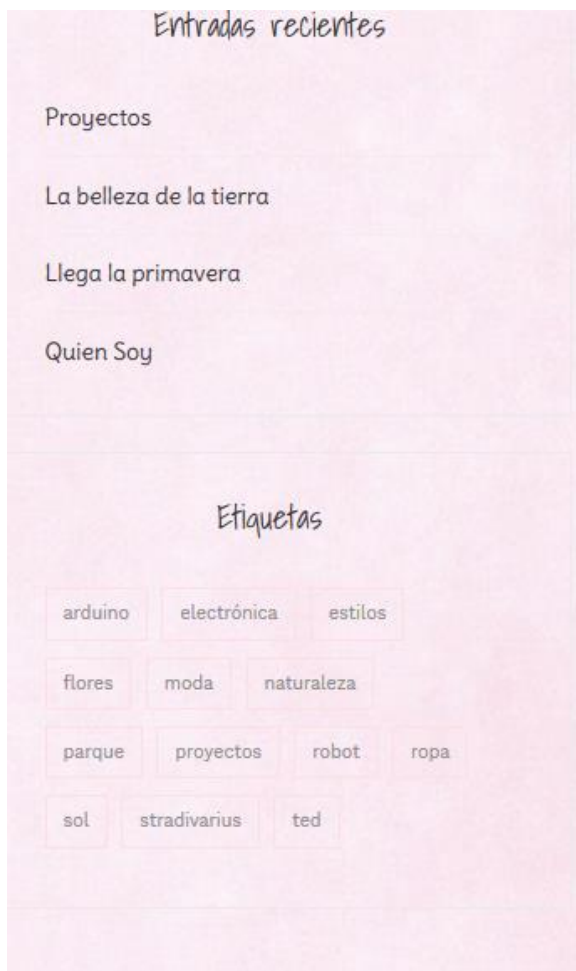 Entradas recientes
Proyectos
La belleza de la tierra
Llega la primavera
Quien Soy
Etiquetas
arduino electrónica estilos
flores moda naturaleza
parque proyectos robot ropa
sol stradivarius ted